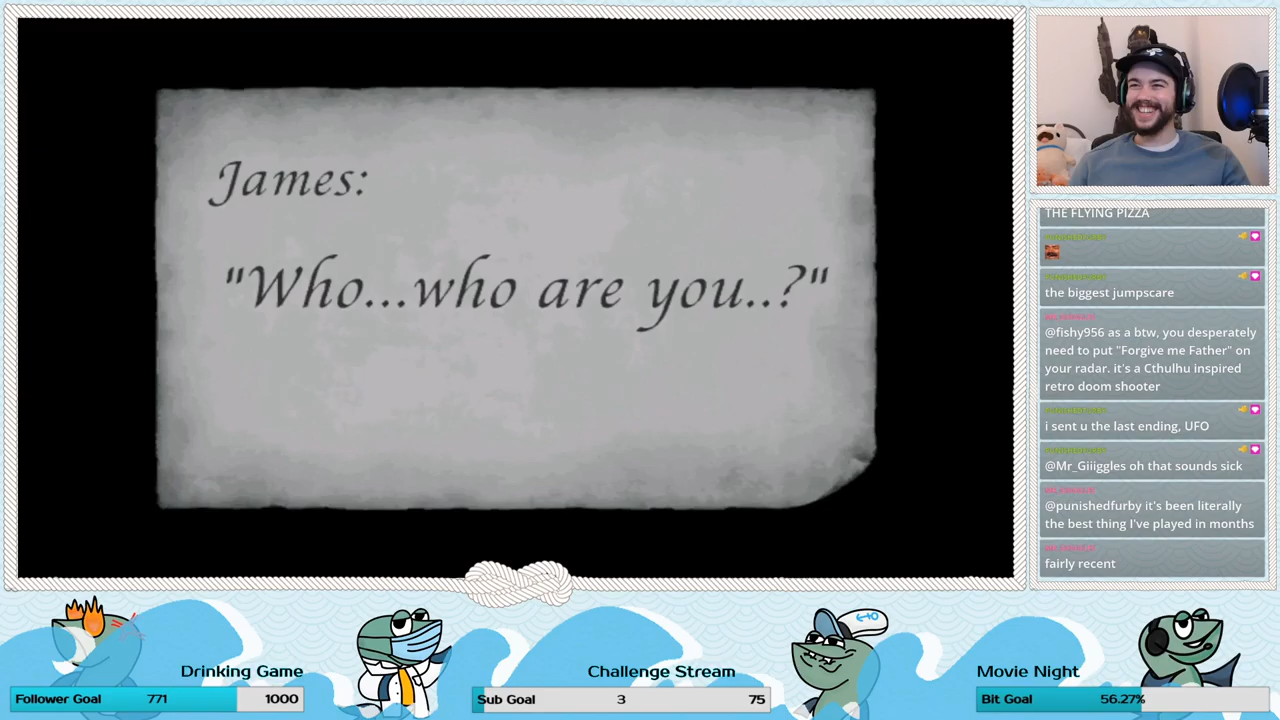 James:
"Who...who are you..?"
THE FLYING PIZZA
the biggest jumpscare
@fishy956 as a btw, you desperately
need to put "Forgive me Father" on
your radar. it's a Cthulhu inspired
retro doom shooter
i sent u the last ending, UFO
@Mr_Giiiggles oh that sounds sick
@punishedfurby it's been literally
the best thing I've played in months
fairly recent
Drinking Game
Follower Goal 771 1000
Challenge Stream
Sub Goal 3 75
Movie Night
Bit Goal 56.27%